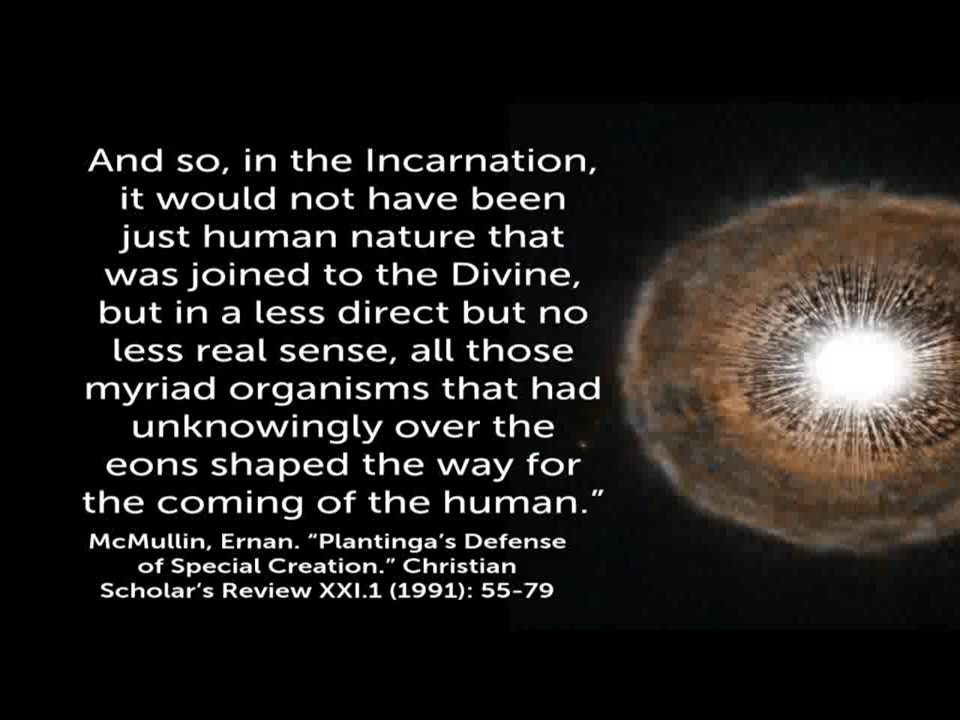 And so, in the Incarnation,
it would not have been
just human nature that
was joined to the Divine,
but in a less direct but no
less real sense, all those
myriad organisms that had
unknowingly over the
eons shaped the way for
the coming of the human.”
McMullin, Ernan. “Plantinga’s Defense
of Special Creation.” Christian
Scholar’s Review XXI.1 (1991): 55-79